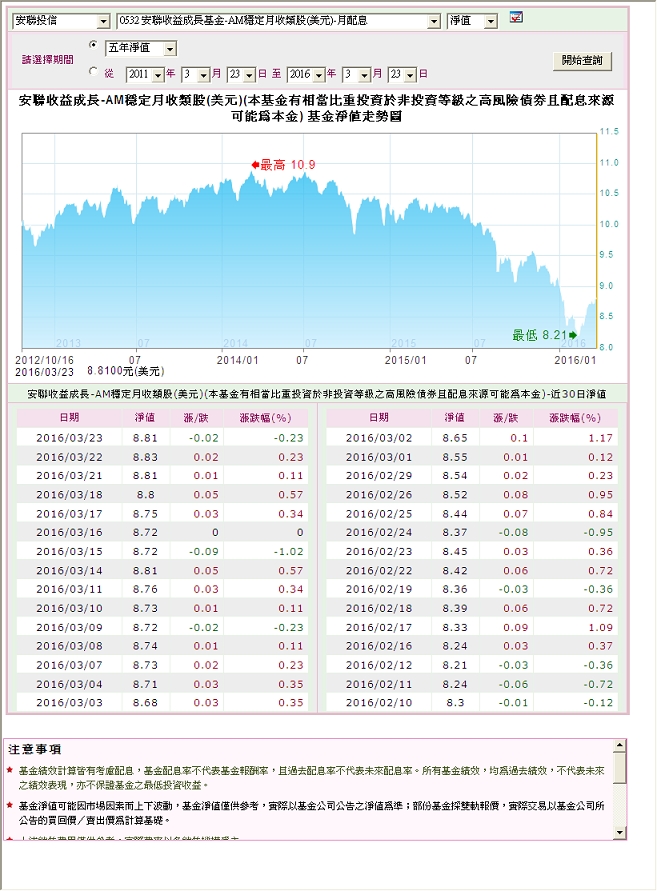 安聯投信 0532 安聯收益成長基金-AM穩定月收類股(美元)-月配息 淨值
請選擇期間 五年淨值
從 2011 年 3 月 23 日 至 2016 年 3 月 23 日 開始查詢
安聯收益成長-AM穩定月收類股(美元)(本基金有相當比重投資於非投資等級之高風險債券且配息來源
可能為本金) 基金淨值走勢圖
11.5
最高 10.9 11.0
10.5
10.0
9.5
9.0
最低 8.21 8.5
2013 07 2014 07 2015 07 2016 8.0
2012/10/16 07 2014/01 07 2015/01 07 2016/01
2016/03/23 8.8100元(美元)
安聯收益成長-AM穩定月收類股(美元)(本基金有相當比重投資於非投資等級之高風險債券且配息來源可能為本金)-近30日淨值
日期 淨值 漲/跌 漲跌幅(%) 日期 淨值 漲/跌 漲跌幅(%)
2016/03/23 8.81 -0.02 -0.23 2016/03/02 8.65 0.1 1.17
2016/03/22 8.83 0.02 0.23 2016/03/01 8.55 0.01 0.12
2016/03/21 8.81 0.01 0.11 2016/02/29 8.54 0.02 0.23
2016/03/18 8.8 0.05 0.57 2016/02/26 8.52 0.08 0.95
2016/03/17 8.75 0.03 0.34 2016/02/25 8.44 0.07 0.84
2016/03/16 8.72 0 0 2016/02/24 8.37 -0.08 -0.95
2016/03/15 8.72 -0.09 -1.02 2016/02/23 8.45 0.03 0.36
2016/03/14 8.81 0.05 0.57 2016/02/22 8.42 0.06 0.72
2016/03/11 8.76 0.03 0.34 2016/02/19 8.36 -0.03 -0.36
2016/03/10 8.73 0.01 0.11 2016/02/18 8.39 0.06 0.72
2016/03/09 8.72 -0.02 -0.23 2016/02/17 8.33 0.09 1.09
2016/03/08 8.74 0.01 0.11 2016/02/16 8.24 0.03 0.37
2016/03/07 8.73 0.02 0.23 2016/02/12 8.21 -0.03 -0.36
2016/03/04 8.71 0.03 0.35 2016/02/11 8.24 -0.06 -0.72
2016/03/03 8.68 0.03 0.35 2016/02/10 8.3 -0.01 -0.12
注意事項
★ 基金績效計算皆有考慮配息，基金配息率不代表基金報酬率，且過去配息率不代表未來配息率。所有基金績效，均為過去績效，不代表未來
之績效表現，亦不保證基金之最低投資收益。
★ 基金淨值可能因市場因素而上下波動，基金淨值僅供參考，實際以基金公司公告之淨值為準；部份基金採雙軌報價，實際交易以基金公司所
公告的買回價／賣出價為計算基礎。